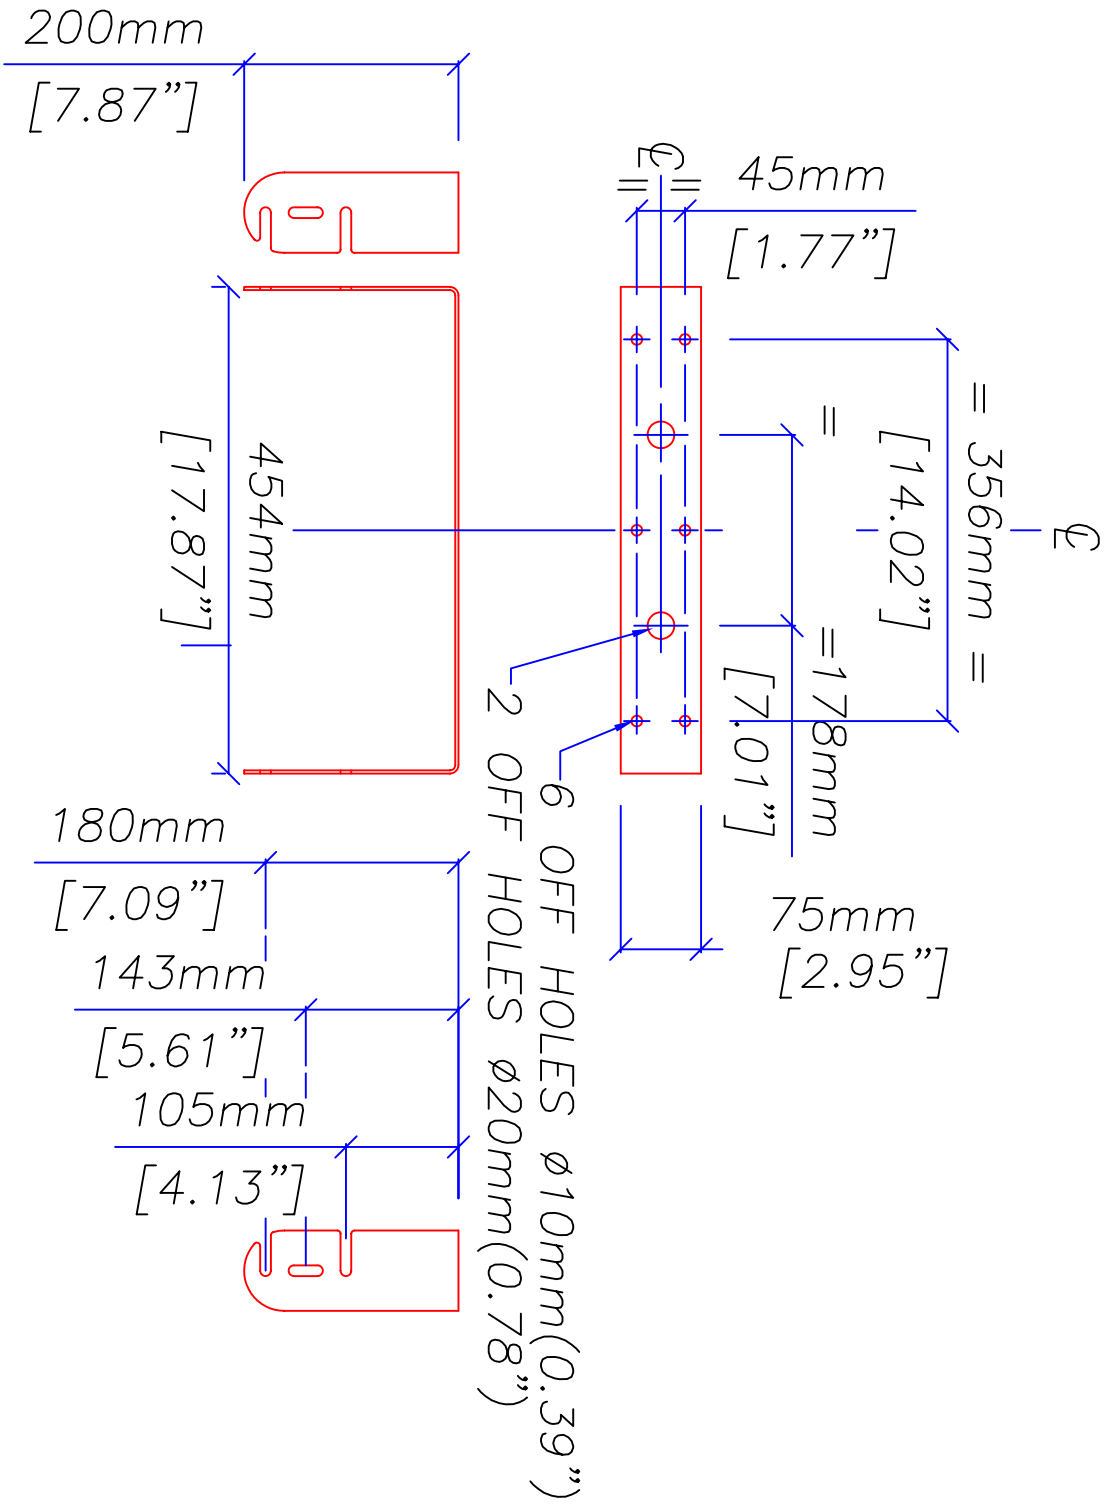 200mm
[7.87”]
℄
45mm
[1.77”]
=
=
= 356mm =
[14.02”]
℄
=
=178mm
[7.01”]
454mm
[17.87”]
6 OFF HOLES ø10mm(0.39”)
2 OFF HOLES ø20mm(0.78”)
75mm
[2.95”]
180mm
[7.09”]
143mm
[5.61”]
105mm
[4.13”]